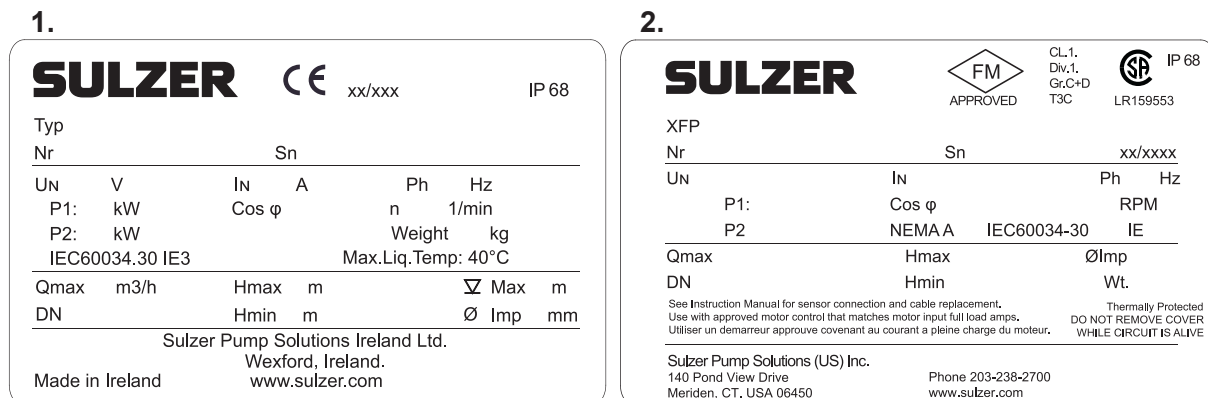 1.
SULZER CE xx/xxx IP 68
Typ
Nr Sn
UN V IN A Ph Hz
P1: kW Cos φ n 1/min
P2: kW Weight kg
IEC60034.30 IE3 Max.Liq.Temp: 40°C
Qmax m3/h Hmax m Max m
DN Hmin m Ø Imp mm
Sulzer Pump Solutions Ireland Ltd.
Wexford, Ireland.
Made in Ireland www.sulzer.com
2.
SULZER FM APPROVED CL.1. Div.1. Gr.C+D T3C SA LR159553 IP 68
XFP
Nr Sn xx/xxxx
UN IN Ph Hz
P1: Cos φ RPM
P2 NEMA A IEC60034-30 IE
Qmax Hmax ØImp
DN Hmin Wt.
See Instruction Manual for sensor connection and cable replacement.
Use with approved motor control that matches motor input full load amps.
Utiliser un demarreur approuve covenant au courant a pleine charge du moteur.
Thermally Protected
DO NOT REMOVE COVER
WHILE CIRCUIT IS ALIVE
Sulzer Pump Solutions (US) Inc.
140 Pond View Drive Phone 203-238-2700
Meriden, CT, USA 06450 www.sulzer.com